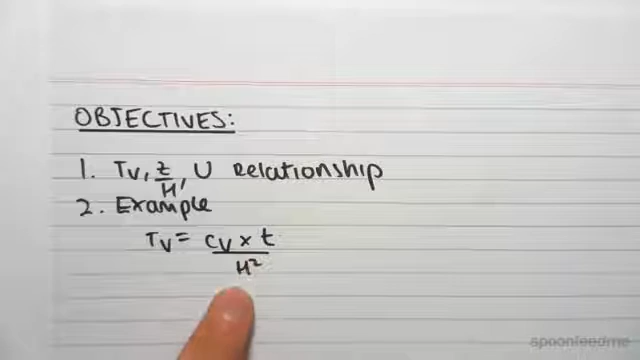 OBJECTIVES:
1. Tv, z/H, U Relationship
2. Example
Tv = cv × t
H²
spoonfeedme